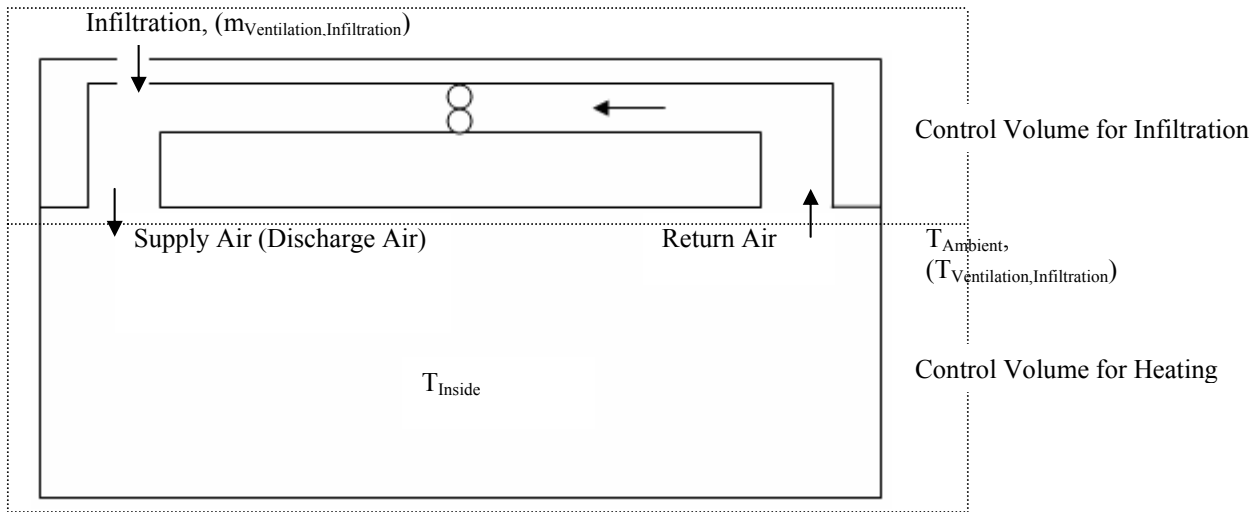 Infiltration, (mVentilation,Infiltration)
Control Volume for Infiltration
Supply Air (Discharge Air)
Return Air
TAmbient,
(TVentilation,Infiltration)
TInside
Control Volume for Heating